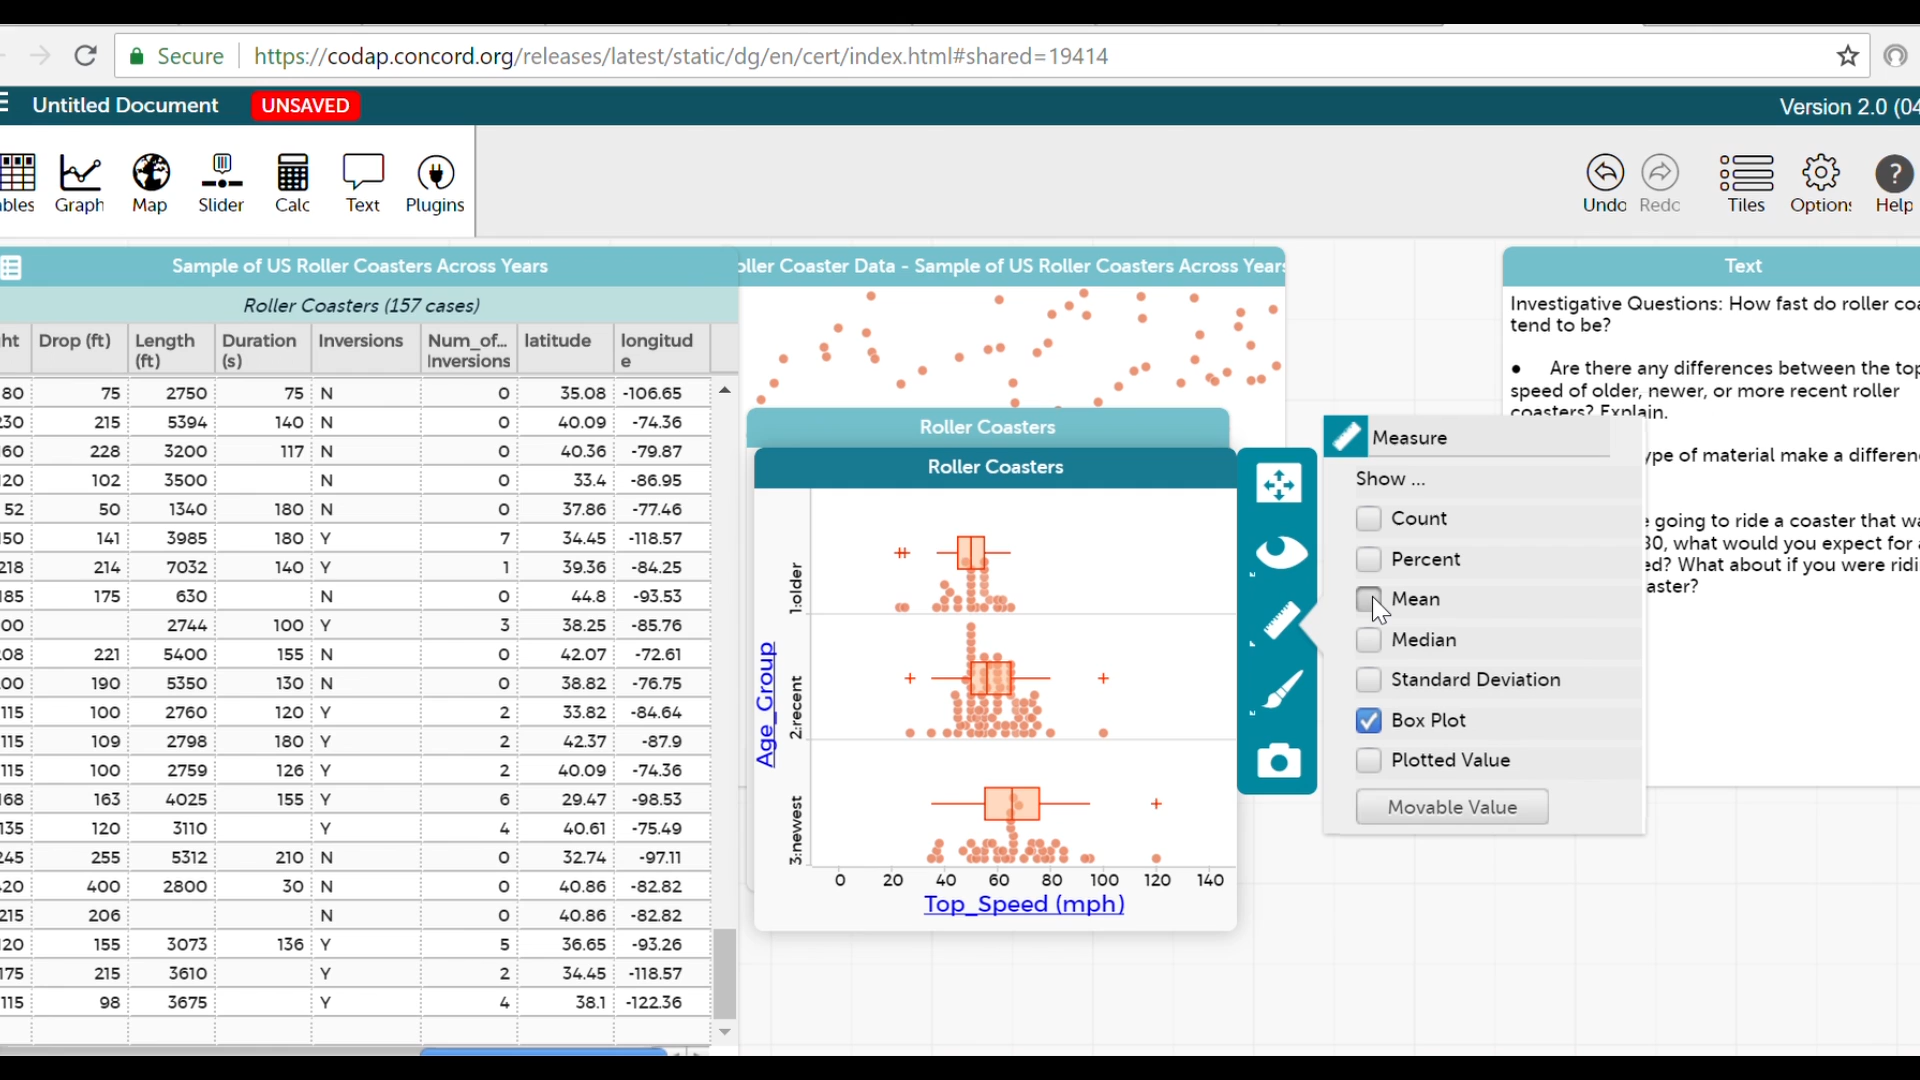 Secure https://codap.concord.org/releases/latest/static/dg/en/cert/index.html#shared=19414
Untitled Document UNSAVED Version 2.0 (04
bles Graph Map Slider Calc Text Plugins Undo Redo Tiles Options Help
Sample of US Roller Coasters Across Years
Roller Coasters (157 cases)
ht Drop (ft) Length (ft) Duration (s) Inversions Num_of... Inversions latitude longitud e
80 75 2750 75 N 0 35.08 -106.65
230 215 5394 140 N 0 40.09 -74.36
60 228 3200 117 N 0 40.36 -79.87
120 102 3500 N 0 33.4 -86.95
52 50 1340 180 N 0 37.86 -77.46
150 141 3985 180 Y 7 34.45 -118.57
218 214 7032 140 Y 1 39.36 -84.25
185 175 630 N 0 44.8 -93.53
00 2744 100 Y 3 38.25 -85.76
08 221 5400 155 N 0 42.07 -72.61
00 190 5350 130 N 0 38.82 -76.75
115 100 2760 120 Y 2 33.82 -84.64
115 109 2798 180 Y 2 42.37 -87.9
115 100 2759 126 Y 2 40.09 -74.36
168 163 4025 155 Y 6 29.47 -98.53
135 120 3110 Y 4 40.61 -75.49
245 255 5312 210 N 0 32.74 -97.11
420 400 2800 30 N 0 40.86 -82.82
215 206 N 0 40.86 -82.82
120 155 3073 136 Y 5 36.65 -93.26
175 215 3610 Y 2 34.45 -118.57
115 98 3675 Y 4 38.1 -122.36
oller Coaster Data - Sample of US Roller Coasters Across Years
Roller Coasters
Roller Coasters
Age_Group
1:older
2:recent
3:newest
0 20 40 60 80 100 120 140
Top_Speed (mph)
Measure
Show ...
Count
Percent
Mean
Median
Standard Deviation
Box Plot
Plotted Value
Movable Value
Text
Investigative Questions: How fast do roller coa
tend to be?
• Are there any differences between the top
speed of older, newer, or more recent roller
coasters? Explain.
ype of material make a differen
going to ride a coaster that wa
30, what would you expect for a
ed? What about if you were ridi
aster?